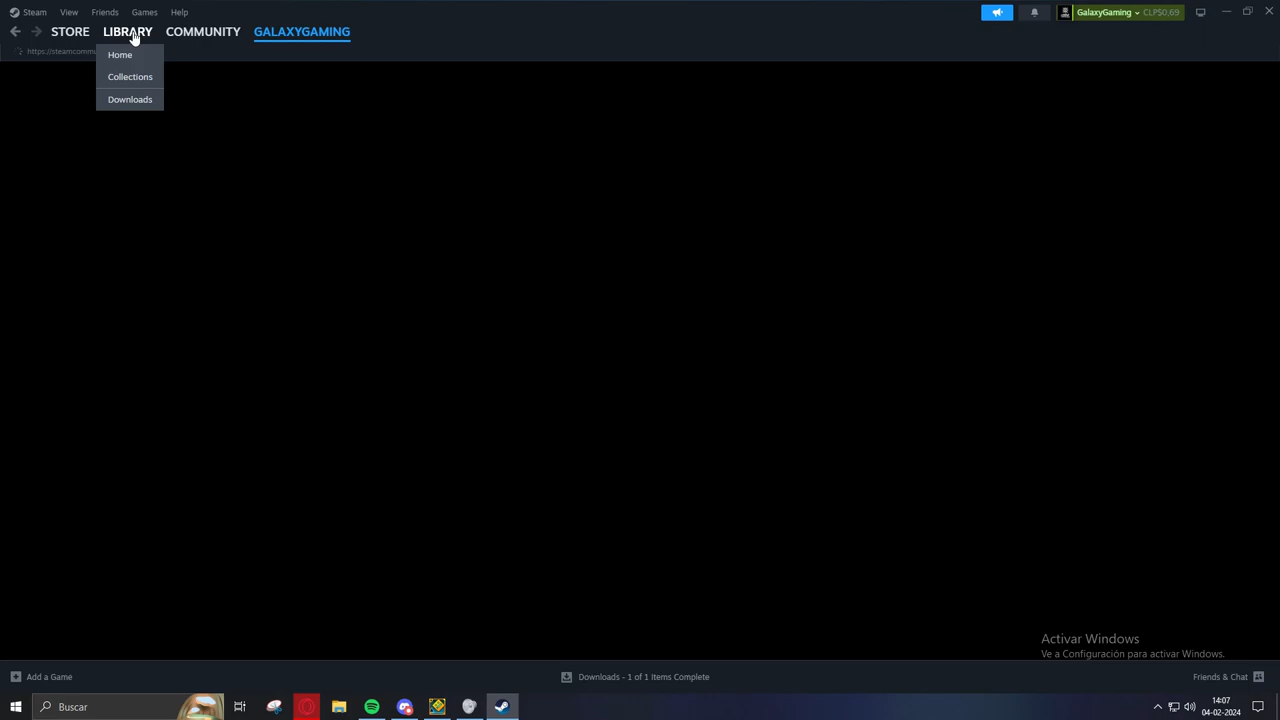 Steam View Friends Games Help
GalaxyGaming CLP$0,69
STORE LIBRARY COMMUNITY GALAXYGAMING
https://steamcommu
Home
Collections
Downloads
Activar Windows
Ve a Configuración para activar Windows.
Add a Game
Downloads - 1 of 1 Items Complete
Friends & Chat
Buscar
14:07
04-02-2024